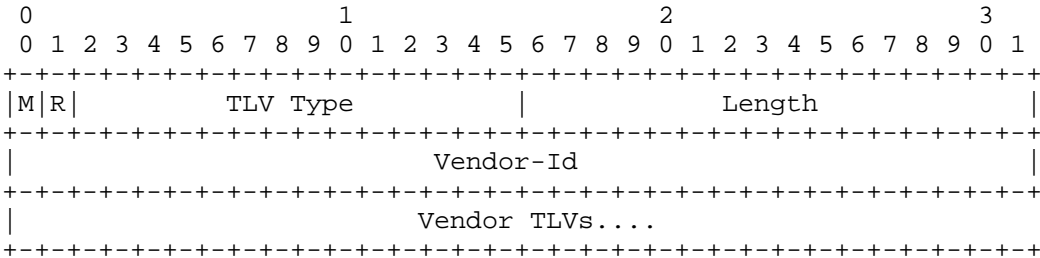 0                   1                   2                   3
 0 1 2 3 4 5 6 7 8 9 0 1 2 3 4 5 6 7 8 9 0 1 2 3 4 5 6 7 8 9 0 1
+-+-+-+-+-+-+-+-+-+-+-+-+-+-+-+-+-+-+-+-+-+-+-+-+-+-+-+-+-+-+-+-+
|M|R|         TLV Type          |            Length             |
+-+-+-+-+-+-+-+-+-+-+-+-+-+-+-+-+-+-+-+-+-+-+-+-+-+-+-+-+-+-+-+-+
|                          Vendor-Id                            |
+-+-+-+-+-+-+-+-+-+-+-+-+-+-+-+-+-+-+-+-+-+-+-+-+-+-+-+-+-+-+-+-+
|                         Vendor TLVs....
+-+-+-+-+-+-+-+-+-+-+-+-+-+-+-+-+-+-+-+-+-+-+-+-+-+-+-+-+-+-+-+-+